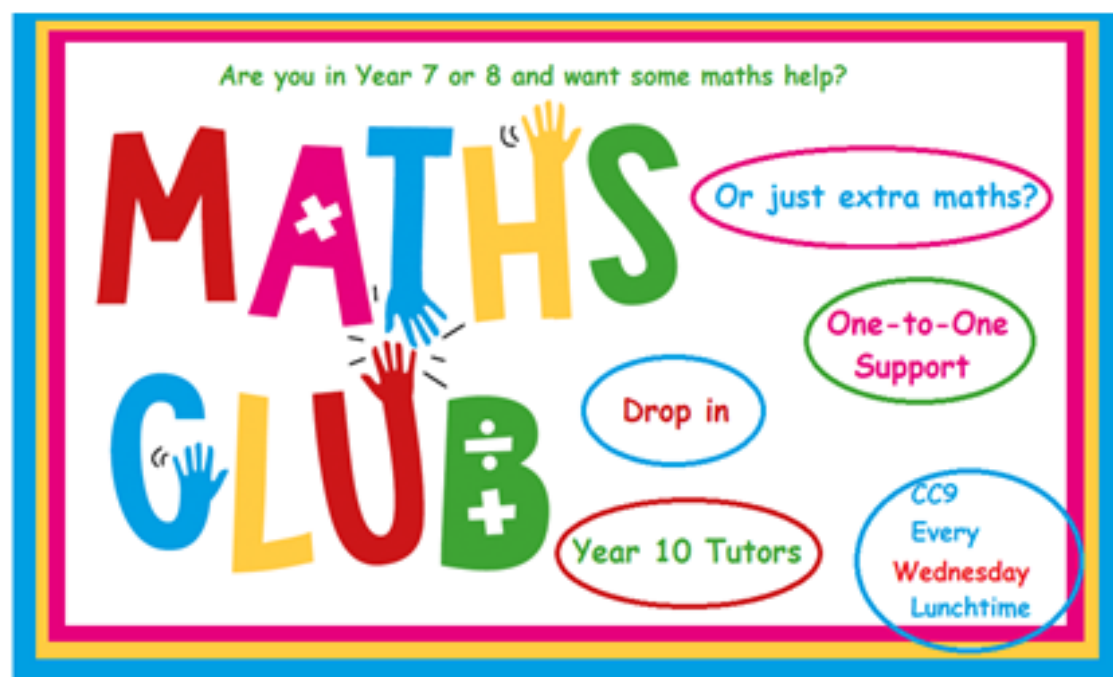 Are you in Year 7 or 8 and want some maths help?
MATHS
CLUB
Or just extra maths?
One-to-One
Support
Drop in
Year 10 Tutors
CC9
Every
Wednesday
Lunchtime